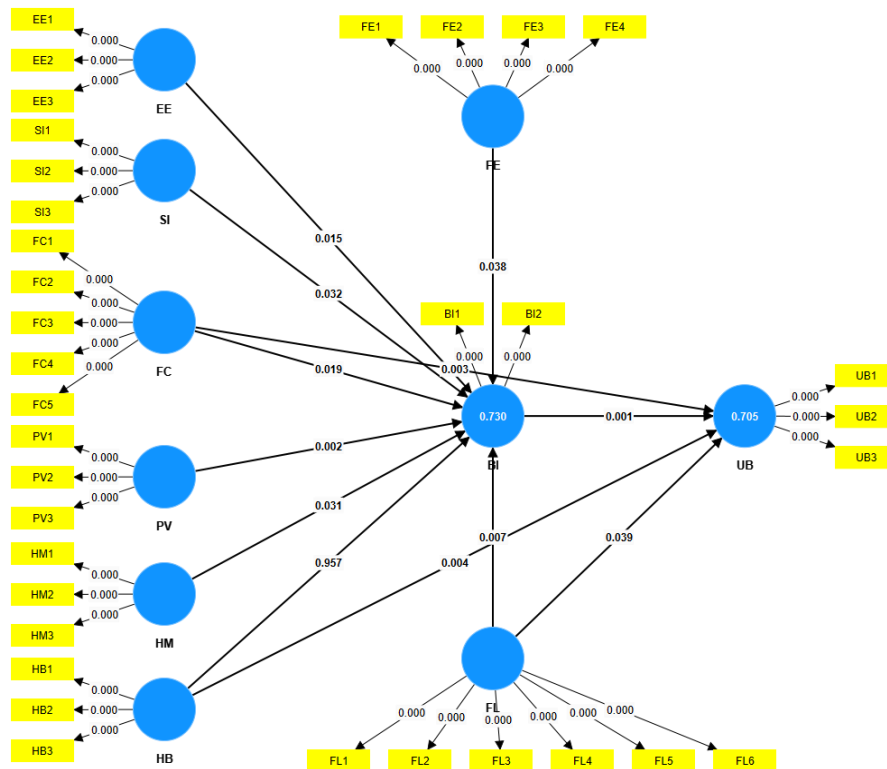 EE1
0.000
EE2
0.000
EE3
0.000
EE
SI1
0.000
SI2
0.000
SI3
0.000
SI
FC1
0.000
FC2
0.000
FC3
0.000
FC4
0.000
FC5
0.000
FC
PV1
0.000
PV2
0.000
PV3
0.000
PV
HM1
0.000
HM2
0.000
HM3
0.000
HM
HB1
0.000
HB2
0.000
HB3
0.000
HB
FE1
FE2
FE3
FE4
0.000
0.000
0.000
0.000
FE
0.015
0.038
0.032
BI1
BI2
0.000
0.000
0.019
0.003
0.730
BI
0.001
0.705
UB
0.000
UB1
0.000
UB2
0.000
UB3
0.002
0.031
0.957
0.007
0.004
0.039
FL
0.000
0.000
0.000
0.000
0.000
0.000
FL1
FL2
FL3
FL4
FL5
FL6